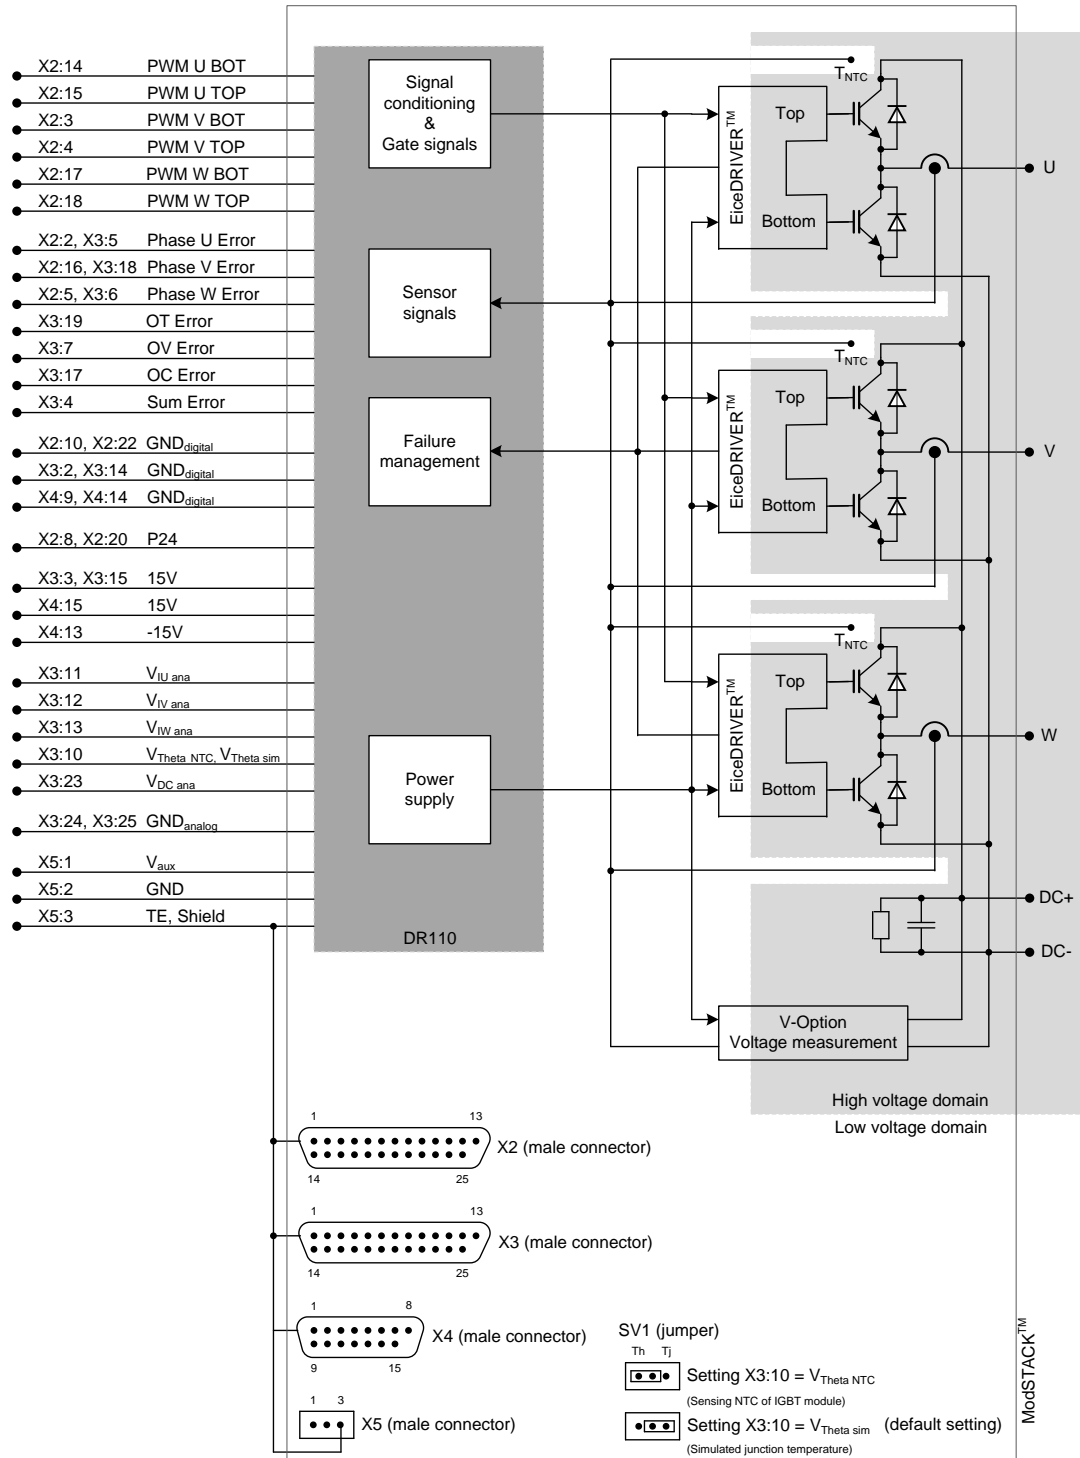 X2:14 PWM U BOT
X2:15 PWM U TOP
X2:3 PWM V BOT
X2:4 PWM V TOP
X2:17 PWM W BOT
X2:18 PWM W TOP
X2:2, X3:5 Phase U Error
X2:16, X3:18 Phase V Error
X2:5, X3:6 Phase W Error
X3:19 OT Error
X3:7 OV Error
X3:17 OC Error
X3:4 Sum Error
X2:10, X2:22 GNDdigital
X3:2, X3:14 GNDdigital
X4:9, X4:14 GNDdigital
X2:8, X2:20 P24
X3:3, X3:15 15V
X4:15 15V
X4:13 -15V
X3:11 VIU ana
X3:12 VIV ana
X3:13 VIW ana
X3:10 VTheta NTC, VTheta sim
X3:23 VDC ana
X3:24, X3:25 GNDanalog
X5:1 Vaux
X5:2 GND
X5:3 TE, Shield
Signal
conditioning
&
Gate signals
Sensor
signals
Failure
management
Power
supply
DR110
TNTC
EiceDRIVER™
Top
Bottom
U
TNTC
EiceDRIVER™
Top
Bottom
V
TNTC
EiceDRIVER™
Top
Bottom
W
DC+
DC-
V-Option
Voltage measurement
High voltage domain
Low voltage domain
1 13
X2 (male connector)
14 25
1 13
X3 (male connector)
14 25
1 8
X4 (male connector)
9 15
1 3
X5 (male connector)
SV1 (jumper)
Th Tj
Setting X3:10 = VTheta NTC
(Sensing NTC of IGBT module)
Setting X3:10 = VTheta sim (default setting)
(Simulated junction temperature)
ModSTACK™